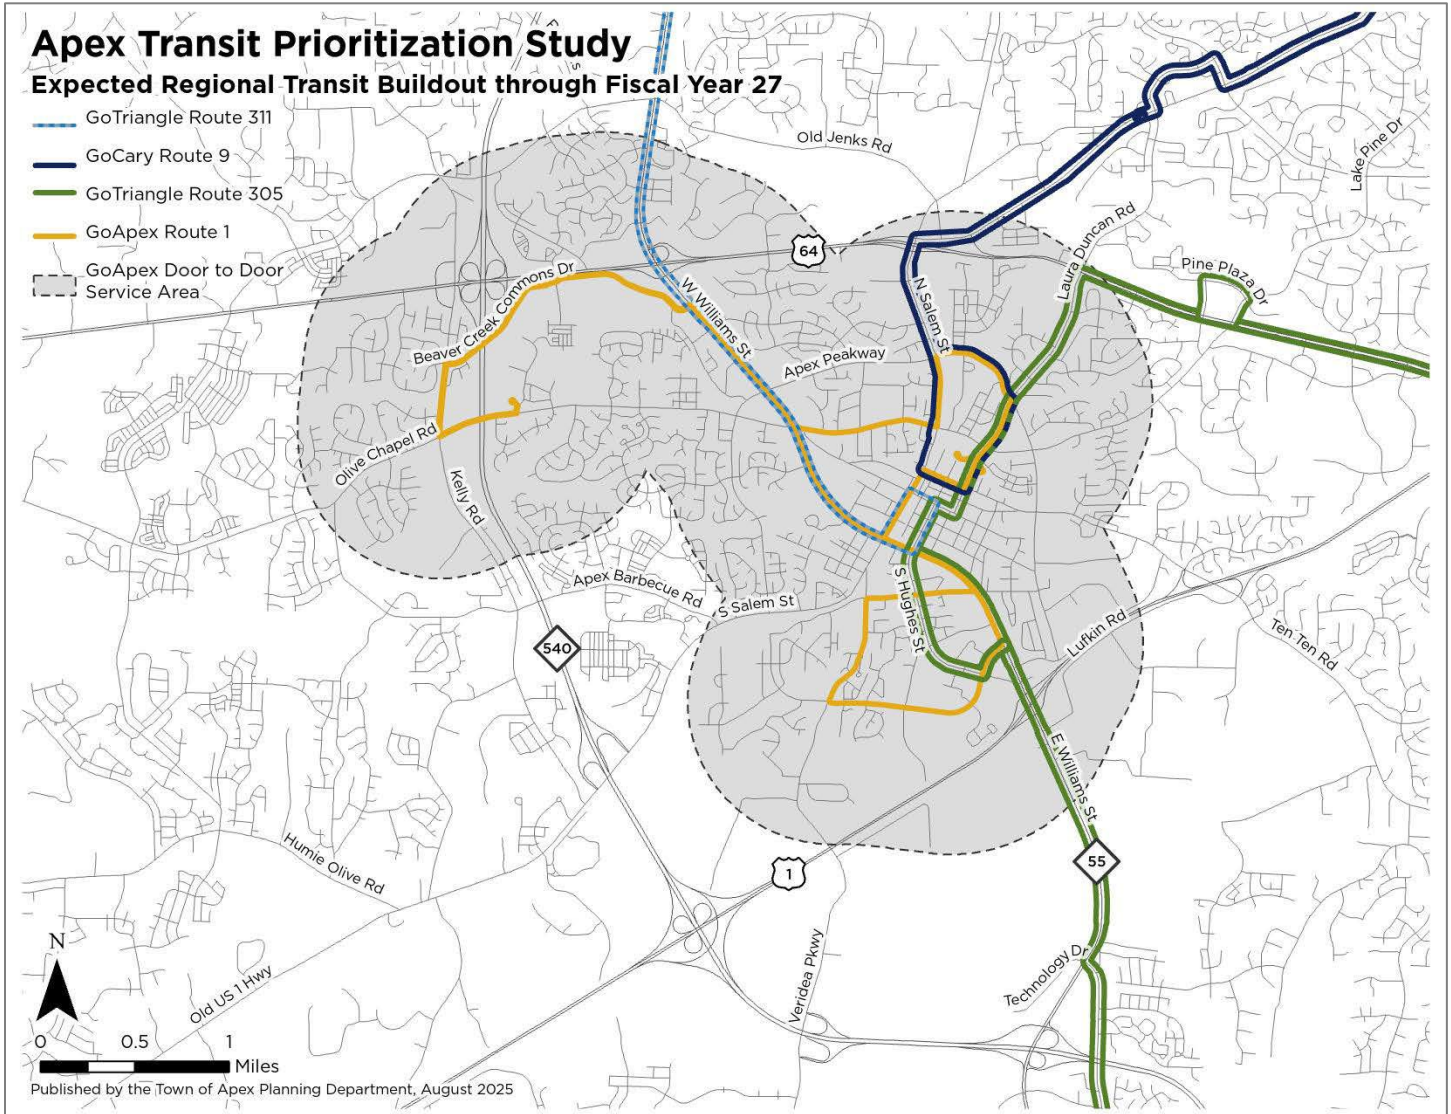 Apex Transit Prioritization Study
Expected Regional Transit Buildout through Fiscal Year 27
GoTriangle Route 311
GoCary Route 9
GoTriangle Route 305
GoApex Route 1
GoApex Door to Door
Service Area
Old Jenks Rd
Lake Pine Dr
Laura Duncan Rd
64
Pine Plaza Dr
Beaver Creek Commons Dr
W Williams St
N Salem St
Apex Peakway
Olive Chapel Rd
Kelly Rd
Apex Barbecue Rd
S Salem St
S Hughes St
Lufkin Rd
Ten Ten Rd
540
E Williams St
55
1
Humie Olive Rd
Old US 1 Hwy
Veridea Pkwy
Technology Dr
N
0 0.5 1
Miles
Published by the Town of Apex Planning Department, August 2025